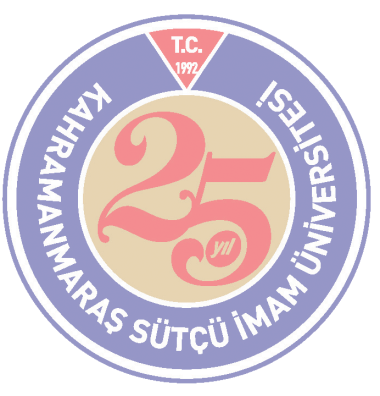 T.C.
1992
KAHRAMANMARAŞ SÜTÇÜ İMAM ÜNİVERSİTESİ
25
yıl